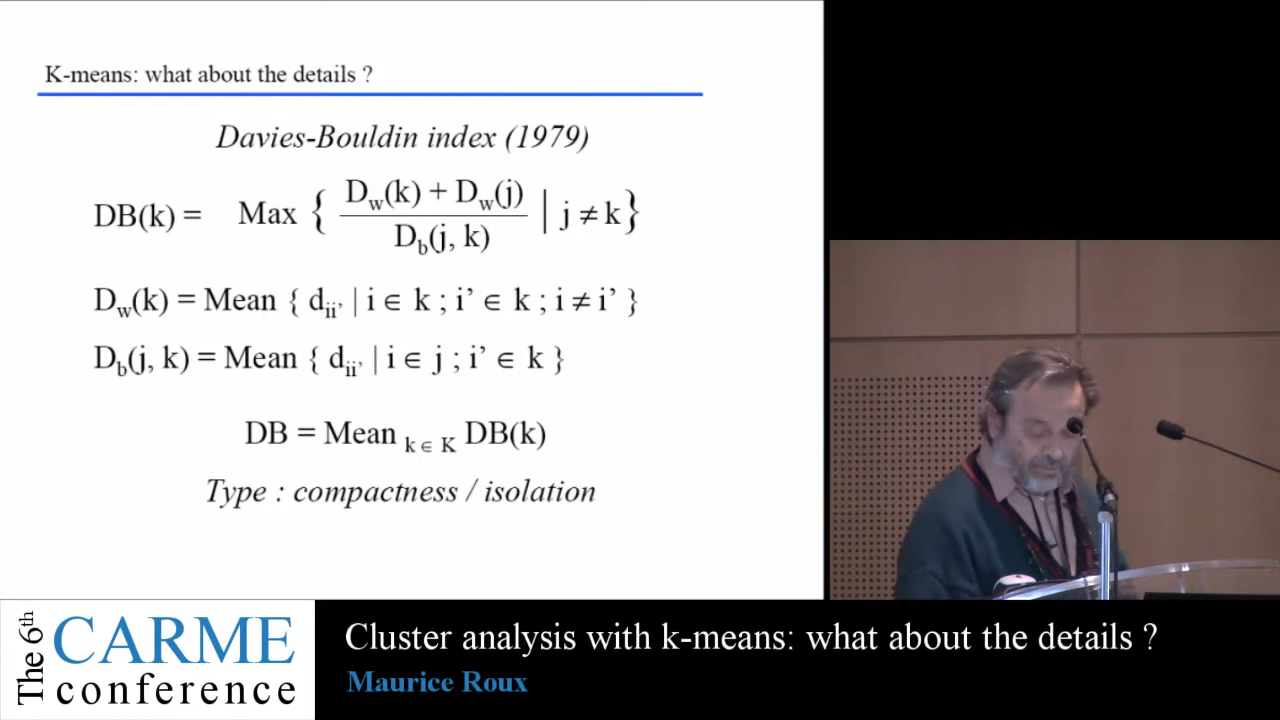 K-means: what about the details ?
Davies-Bouldin index (1979)
DB(k) = Max { D_w(k) + D_w(j) / D_b(j, k) | j ≠ k}
D_w(k) = Mean { d_ii’ | i ∈ k ; i’ ∈ k ; i ≠ i’ }
D_b(j, k) = Mean { d_ii’ | i ∈ j ; i’ ∈ k }
DB = Mean _k ∈ K DB(k)
Type : compactness / isolation
The 6th CARME conference
Cluster analysis with k-means: what about the details ?
Maurice Roux